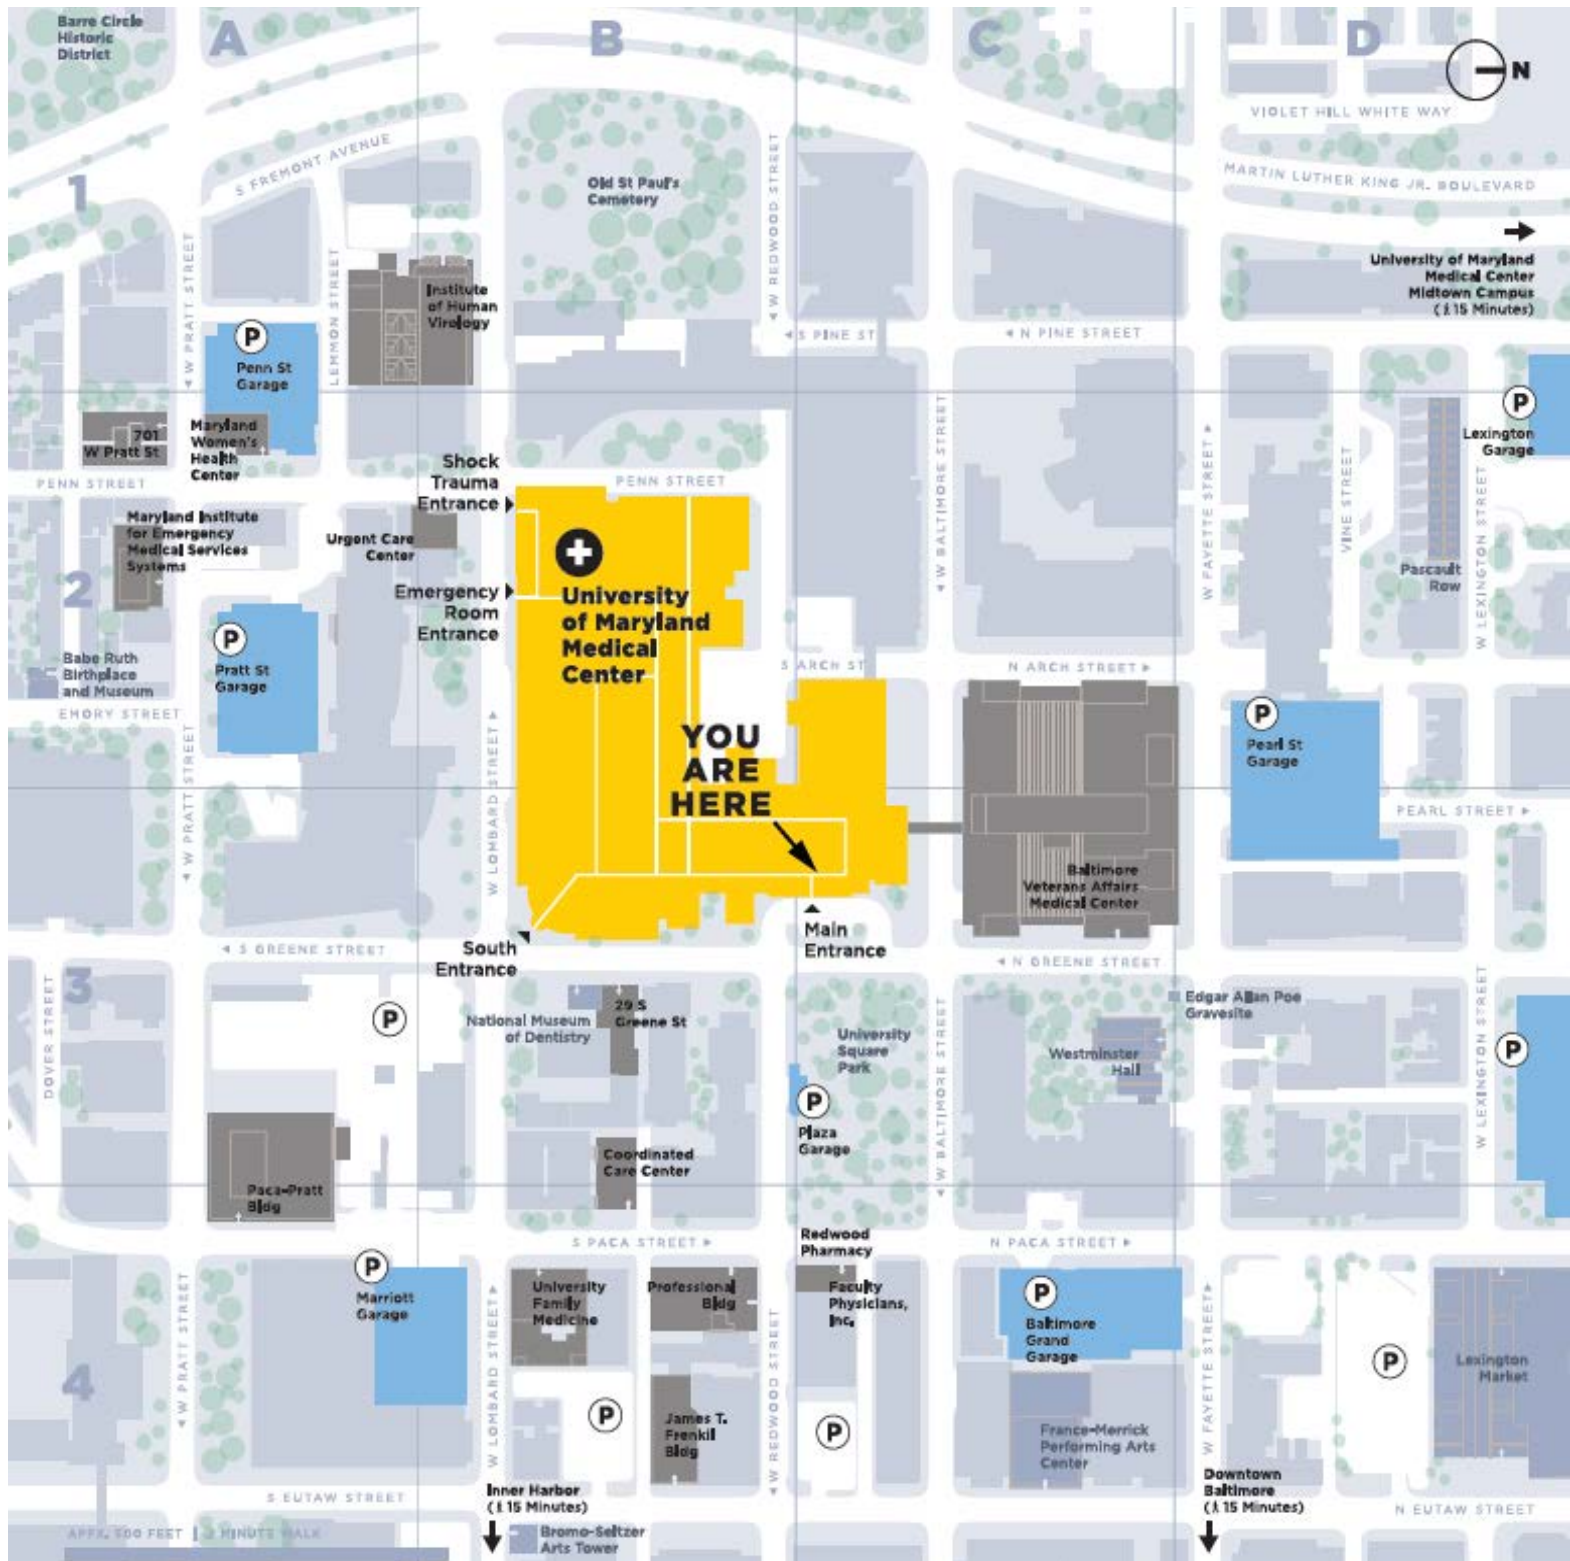 Barre Circle
Historic
District
A
B
C
D
N
VIOLET HILL WHITE WAY
MARTIN LUTHER KING JR. BOULEVARD
S FREMONT AVENUE
1
Old St Paul's
Cemetery
W REDWOOD STREET
W PRATT STREET
LEMMON STREET
University of Maryland
Medical Center
Midtown Campus
(15 Minutes)
Institute
of Human
Virology
S PINE ST
N PINE STREET
P
Penn St
Garage
P
Lexington
Garage
701
W Pratt St
Maryland
Women's
Health
Center
W BALTIMORE STREET
W FAYETTE STREET
VINE STREET
W LEXINGTON STREET
Shock
Trauma
Entrance
PENN STREET
PENN STREET
Maryland Institute
for Emergency
Medical Services
Systems
Urgent Care
Center
Emergency
Room
Entrance
2
University
of Maryland
Medical
Center
Pascault
Row
P
Pratt St
Garage
Babe Ruth
Birthplace
and Museum
EMORY STREET
S ARCH ST
N ARCH STREET
W PRATT STREET
W LOMBARD STREET
YOU
ARE
HERE
P
Pearl St
Garage
PEARL STREET
Baltimore
Veterans Affairs
Medical Center
Main
Entrance
South
Entrance
S GREENE STREET
N GREENE STREET
3
DOVER STREET
P
National Museum
of Dentistry
29 S
Greene St
University
Square
Park
W BALTIMORE STREET
Edgar Allan Poe
Gravesite
Westminster
Hall
W LEXINGTON STREET
P
P
Plaza
Garage
Coordinated
Care Center
Paca-Pratt
Bldg
S PACA STREET
N PACA STREET
Redwood
Pharmacy
P
Marriott
Garage
W PRATT STREET
W LOMBARD STREET
University
Family
Medicine
Professional
Bldg
W REDWOOD STREET
Faculty
Physicians,
Inc.
P
Baltimore
Grand
Garage
W FAYETTE STREET
P
Lexington
Market
4
P
James T.
Frenkil
Bldg
P
France-Merrick
Performing Arts
Center
S EUTAW STREET
Inner Harbor
(15 Minutes)
Downtown
Baltimore
(15 Minutes)
N EUTAW STREET
Bromo-Seltzer
Arts Tower